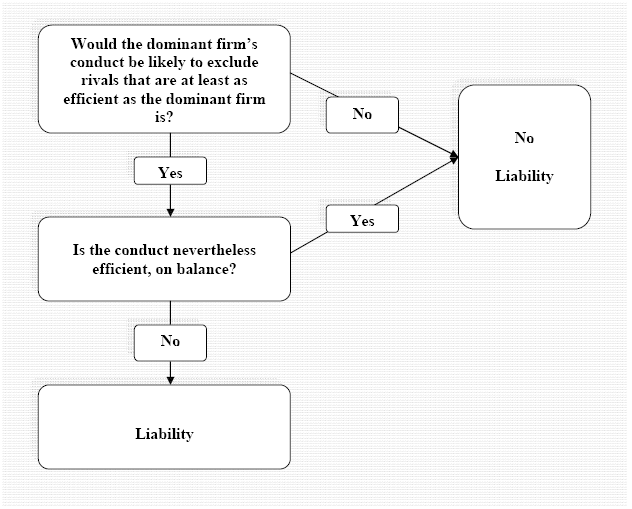 Would the dominant firm's
conduct be likely to exclude
rivals that are at least as
efficient as the dominant firm
is?
No
No
Liability
Yes
Yes
Is the conduct nevertheless
efficient, on balance?
No
Liability